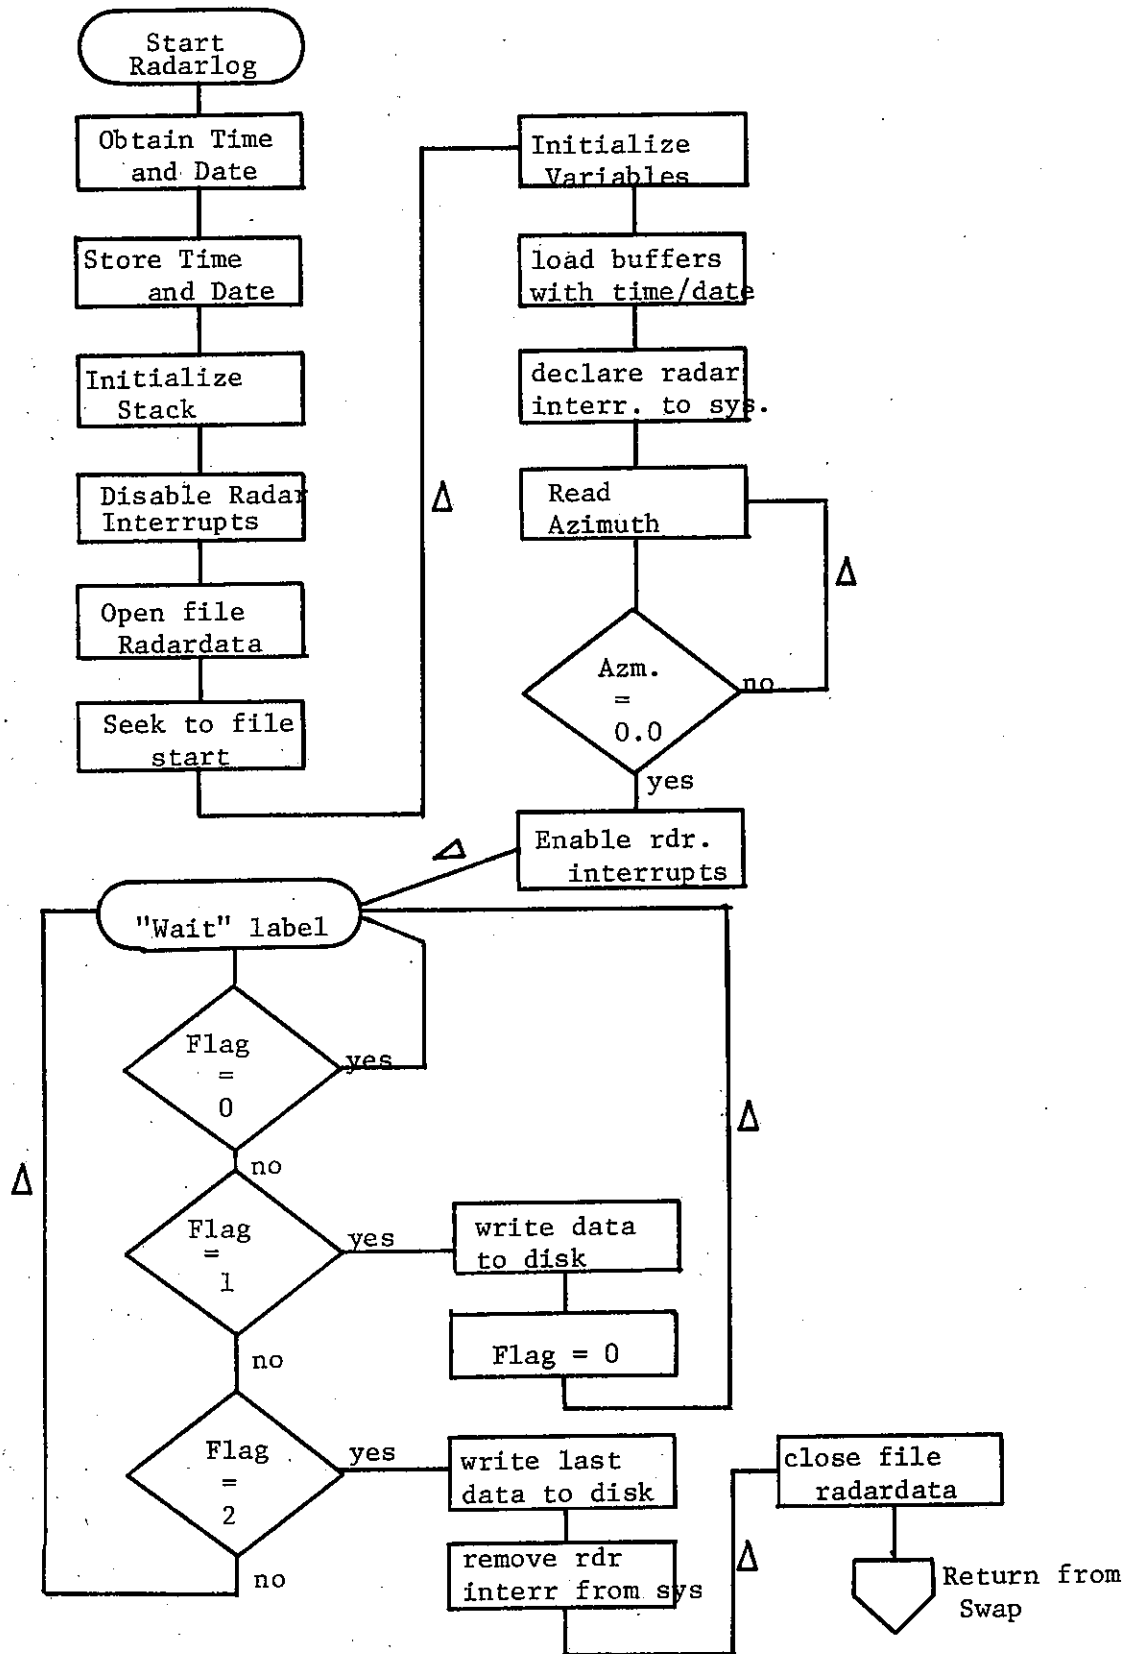 Start
Radarlog
Obtain Time
and Date
Store Time
and Date
Initialize
Stack
Disable Radar
Interrupts
Open file
Radardata
Seek to file
start
Initialize
Variables
load buffers
with time/date
declare radar
interr. to sys.
Read
Azimuth
Azm.
=
0.0
no
yes
Enable rdr.
interrupts
"Wait" label
Flag
=
0
yes
no
Flag
=
1
yes
write data
to disk
Flag = 0
no
Flag
=
2
yes
no
write last
data to disk
remove rdr
interr from sys
close file
radardata
Return from
Swap